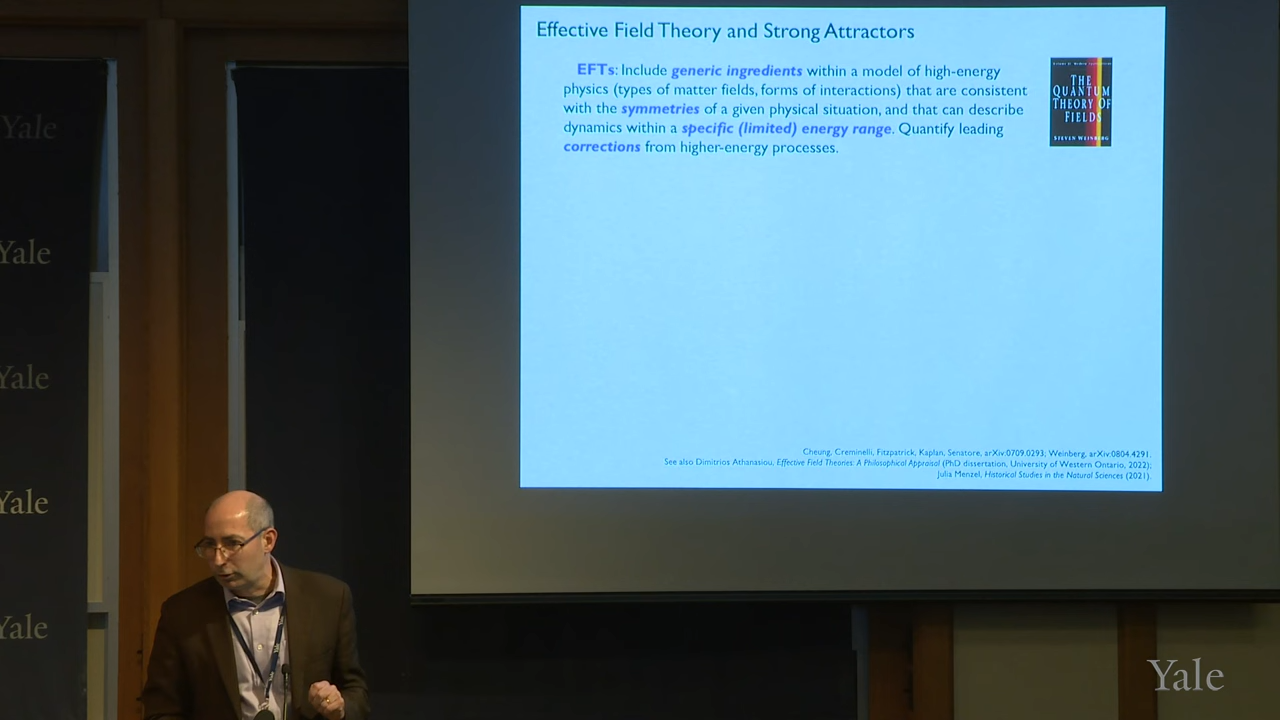 Effective Field Theory and Strong Attractors
EFTs: Include generic ingredients within a model of high-energy
physics (types of matter fields, forms of interactions) that are consistent
with the symmetries of a given physical situation, and that can describe
dynamics within a specific (limited) energy range. Quantify leading
corrections from higher-energy processes.
THE
QUANTUM
THEORY OF
FIELDS
STEVEN WEINBERG
Cheung, Creminelli, Fitzpatrick, Kaplan, Senatore, arXiv:0709.0293; Weinberg, arXiv:0804.4291.
See also Dimitrios Athanasiou, Effective Field Theories: A Philosophical Appraisal (PhD dissertation, University of Western Ontario, 2022);
Julia Menzel, Historical Studies in the Natural Sciences (2021).
Yale
Yale
Yale
Yale
Yale
Yale